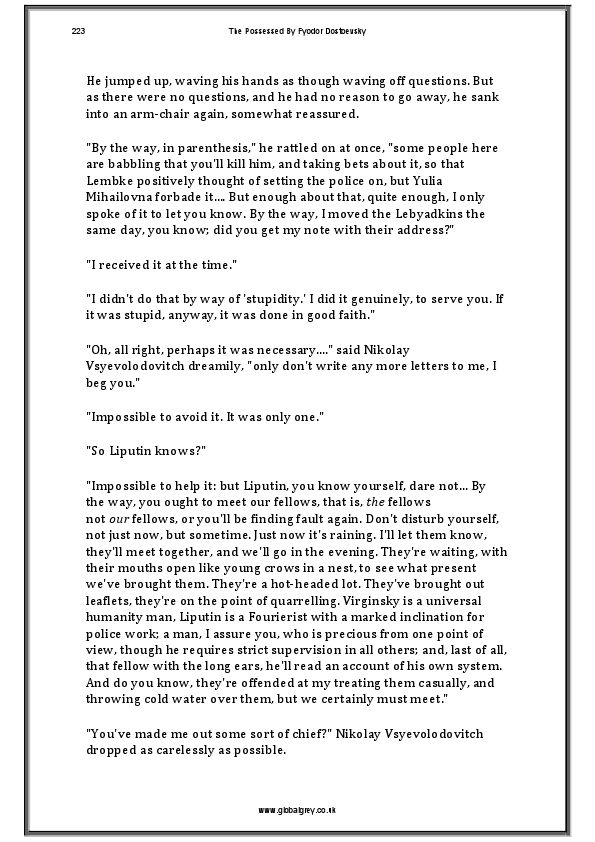 223 The Possessed By Fyodor Dostoevsky
He jumped up, waving his hands as though waving off questions. But
as there were no questions, and he had no reason to go away, he sank
into an arm-chair again, somewhat reassured.
"By the way, in parenthesis," he rattled on at once, "some people here
are babbling that you'll kill him, and taking bets about it, so that
Lembke positively thought of setting the police on, but Yulia
Mihailovna forbade it.... But enough about that, quite enough, I only
spoke of it to let you know. By the way, I moved the Lebyadkins the
same day, you know; did you get my note with their address?"
"I received it at the time."
"I didn't do that by way of 'stupidity.' I did it genuinely, to serve you. If
it was stupid, anyway, it was done in good faith."
"Oh, all right, perhaps it was necessary...." said Nikolay
Vsyevolodovitch dreamily, "only don't write any more letters to me, I
beg you."
"Impossible to avoid it. It was only one."
"So Liputin knows?"
"Impossible to help it: but Liputin, you know yourself, dare not... By
the way, you ought to meet our fellows, that is, the fellows
not our fellows, or you'll be finding fault again. Don't disturb yourself,
not just now, but sometime. Just now it's raining. I'll let them know,
they'll meet together, and we'll go in the evening. They're waiting, with
their mouths open like young crows in a nest, to see what present
we've brought them. They're a hot-headed lot. They've brought out
leaflets, they're on the point of quarrelling. Virginsky is a universal
humanity man, Liputin is a Fourierist with a marked inclination for
police work; a man, I assure you, who is precious from one point of
view, though he requires strict supervision in all others; and, last of all,
that fellow with the long ears, he'll read an account of his own system.
And do you know, they're offended at my treating them casually, and
throwing cold water over them, but we certainly must meet."
"You've made me out some sort of chief?" Nikolay Vsyevolodovitch
dropped as carelessly as possible.
www.globalgrey.co.uk